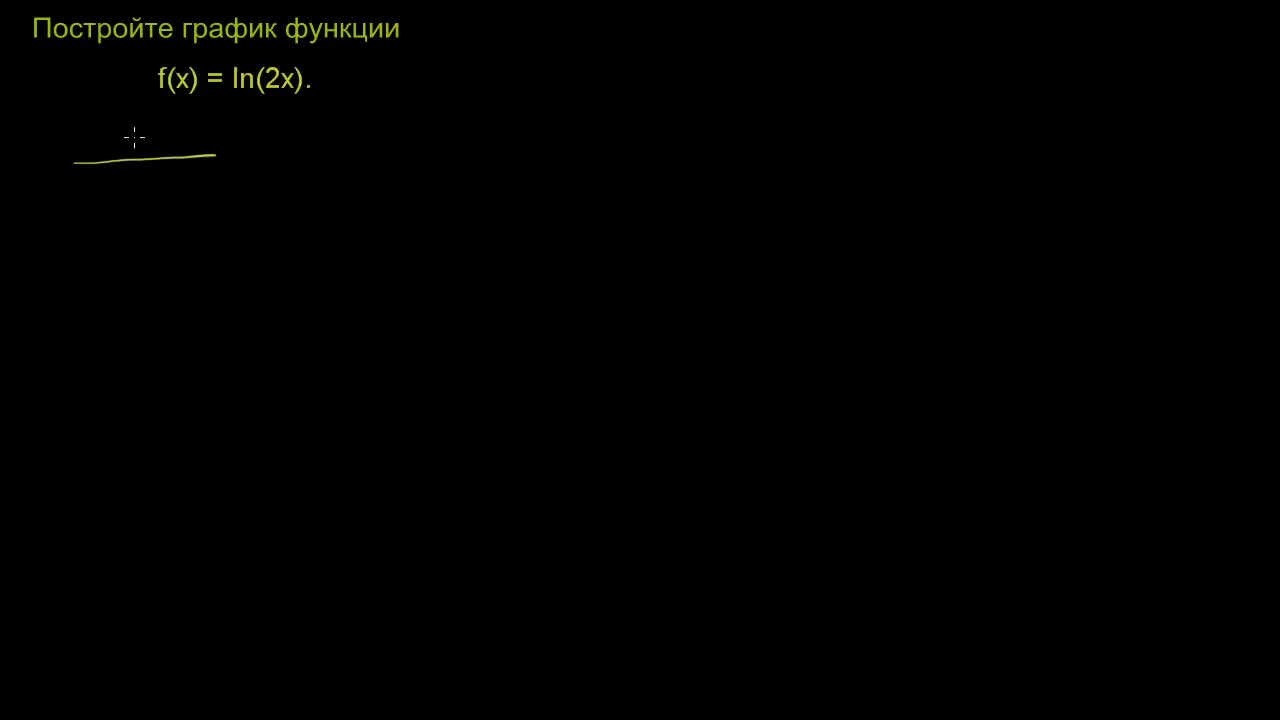 Постройте график функции
f(x) = ln(2x).